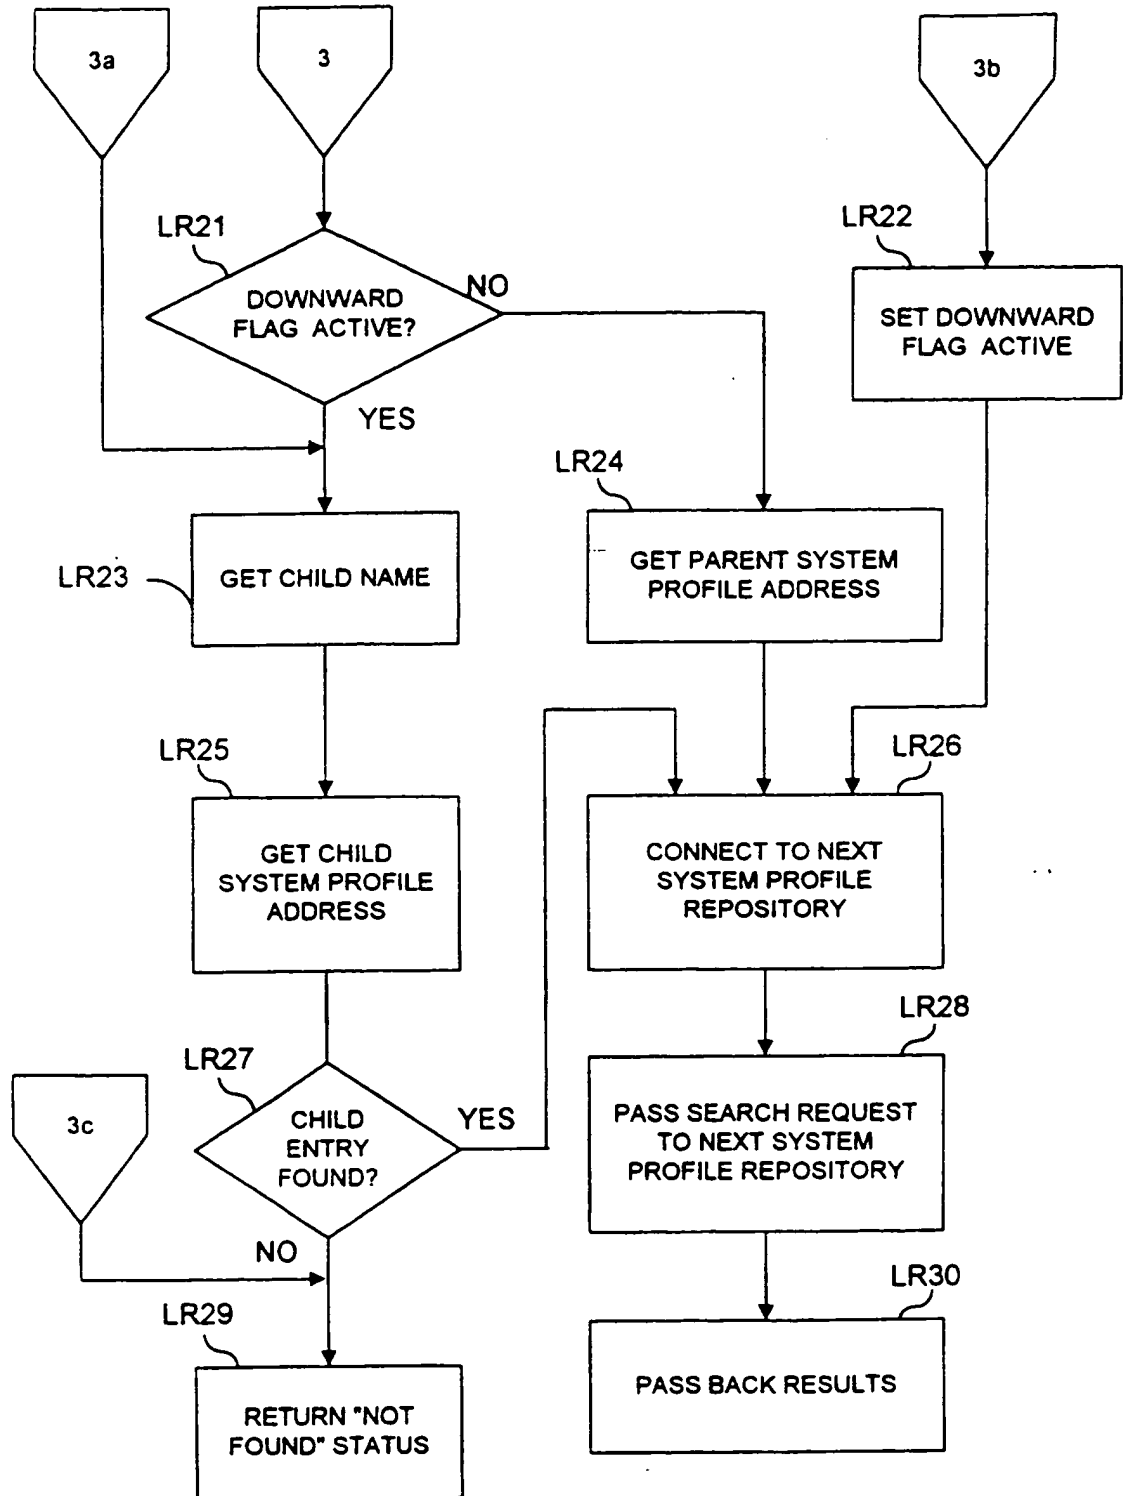 3a
3
3b
LR21
LR22
DOWNWARD
FLAG ACTIVE?
NO
YES
SET DOWNWARD
FLAG ACTIVE
LR23
GET CHILD NAME
LR24
GET PARENT SYSTEM
PROFILE ADDRESS
LR25
GET CHILD
SYSTEM PROFILE
ADDRESS
LR26
CONNECT TO NEXT
SYSTEM PROFILE
REPOSITORY
3c
LR27
CHILD
ENTRY
FOUND?
YES
NO
LR28
PASS SEARCH REQUEST
TO NEXT SYSTEM
PROFILE REPOSITORY
LR29
RETURN "NOT
FOUND" STATUS
LR30
PASS BACK RESULTS